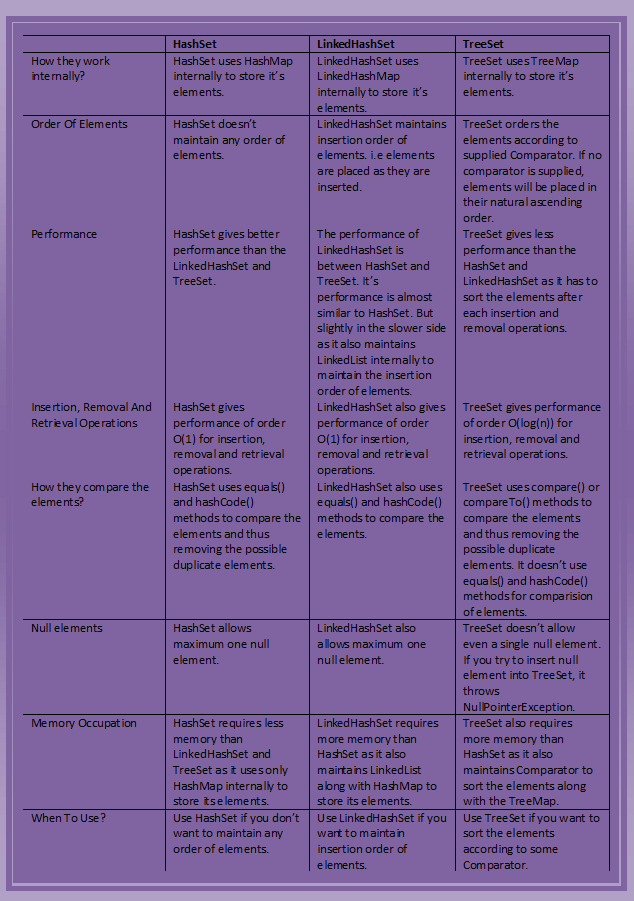 HashSet LinkedHashSet TreeSet
How they work
internally?
HashSet uses HashMap
internally to store it's
elements.
LinkedHashSet uses
LinkedHashMap
internally to store it's
elements.
TreeSet uses TreeMap
internally to store it's
elements.
Order Of Elements
HashSet doesn't
maintain any order of
elements.
LinkedHashSet maintains
insertion order of
elements. i.e elements
are placed as they are
inserted.
TreeSet orders the
elements according to
supplied Comparator. If no
comparator is supplied,
elements will be placed in
their natural ascending
order.
Performance
HashSet gives better
performance than the
LinkedHashSet and
TreeSet.
The performance of
LinkedHashSet is
between HashSet and
TreeSet. It's
performance is almost
similar to HashSet. But
slightly in the slower side
as it also maintains
LinkedList internally to
maintain the insertion
order of elements.
TreeSet gives less
performance than the
HashSet and
LinkedHashSet as it has to
sort the elements after
each insertion and
removal operations.
Insertion, Removal And
Retrieval Operations
HashSet gives
performance of order
O(1) for insertion,
removal and retrieval
operations.
LinkedHashSet also gives
performance of order
O(1) for insertion,
removal and retrieval
operations.
TreeSet gives performance
of order O(log(n)) for
insertion, removal and
retrieval operations.
How they compare the
elements?
HashSet uses equals()
and hashCode()
methods to compare the
elements and thus
removing the possible
duplicate elements.
LinkedHashSet also uses
equals() and hashCode()
methods to compare the
elements.
TreeSet uses compare() or
compareTo() methods to
compare the elements
and thus removing the
possible duplicate
elements. It doesn't use
equals() and hashCode()
methods for comparision
of elements.
Null elements
HashSet allows
maximum one null
element.
LinkedHashSet also
allows maximum one
null element.
TreeSet doesn't allow
even a single null element.
If you try to insert null
element into TreeSet, it
throws
NullPointerException.
Memory Occupation
HashSet requires less
memory than
LinkedHashSet and
TreeSet as it uses only
HashMap internally to
store its elements.
LinkedHashSet requires
more memory than
HashSet as it also
maintains LinkedList
along with HashMap to
store its elements.
TreeSet also requires
more memory than
HashSet as it also
maintains Comparator to
sort the elements along
with the TreeMap.
When To Use?
Use HashSet if you don't
want to maintain any
order of elements.
Use LinkedHashSet if you
want to maintain
insertion order of
elements.
Use TreeSet if you want to
sort the elements
according to some
Comparator.